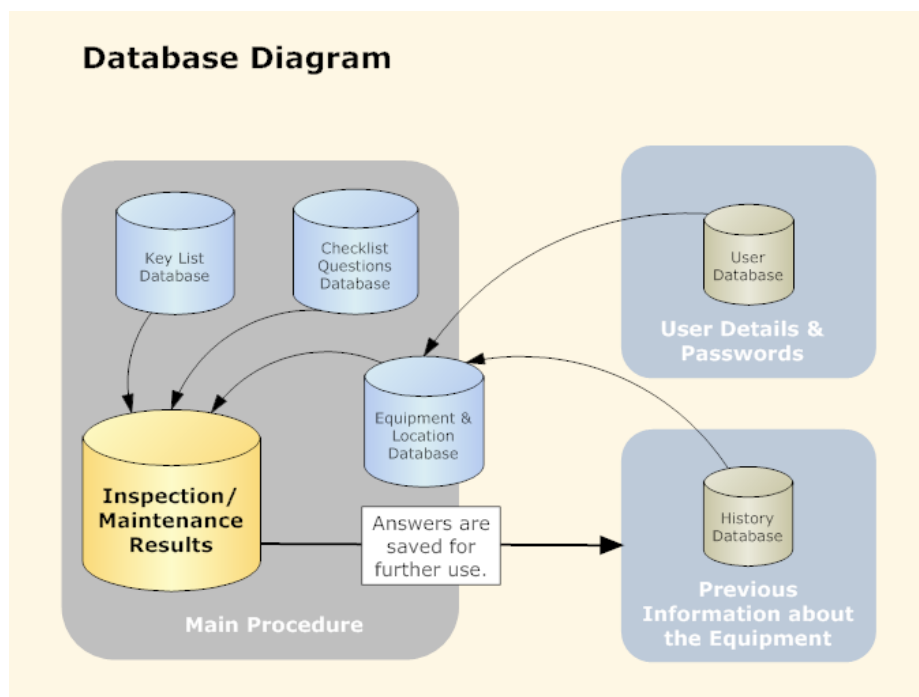 Database Diagram
Key List
Database
Checklist
Questions
Database
User
Database
User Details &
Passwords
Equipment &
Location
Database
Inspection/
Maintenance
Results
Answers are
saved for
further use.
History
Database
Previous
Information about
the Equipment
Main Procedure